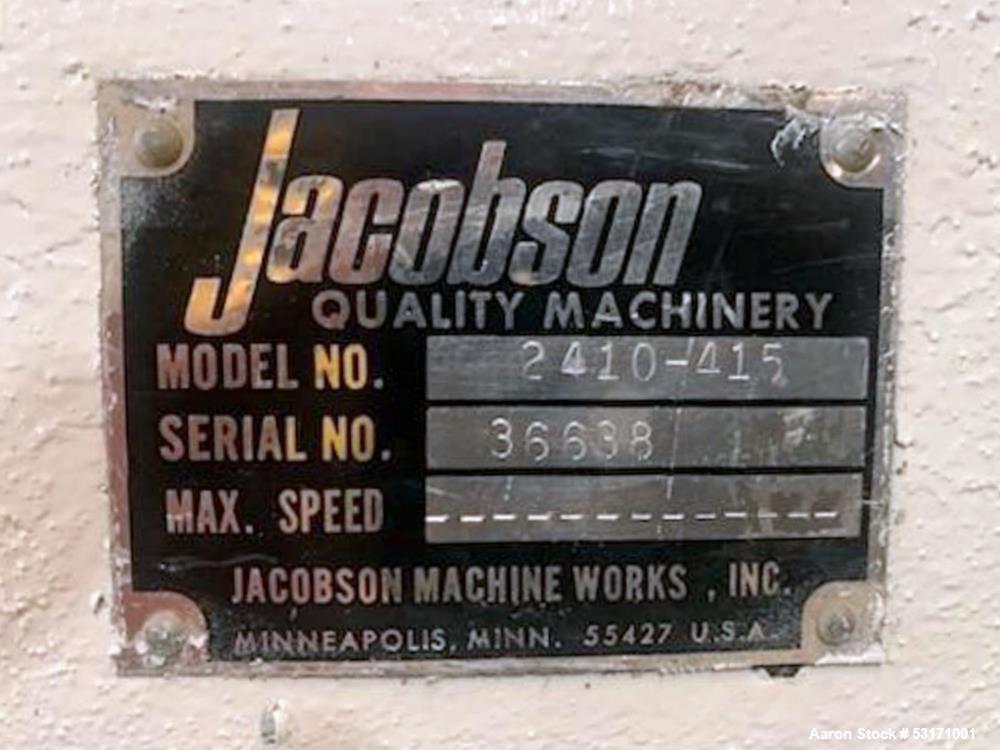 Jacobson
QUALITY MACHINERY
MODEL NO. 2410-415
SERIAL NO. 36638
MAX. SPEED ------------
JACOBSON MACHINE WORKS, INC.
MINNEAPOLIS, MINN. 55427 U.S.A.
Aaron Stock # 53171001